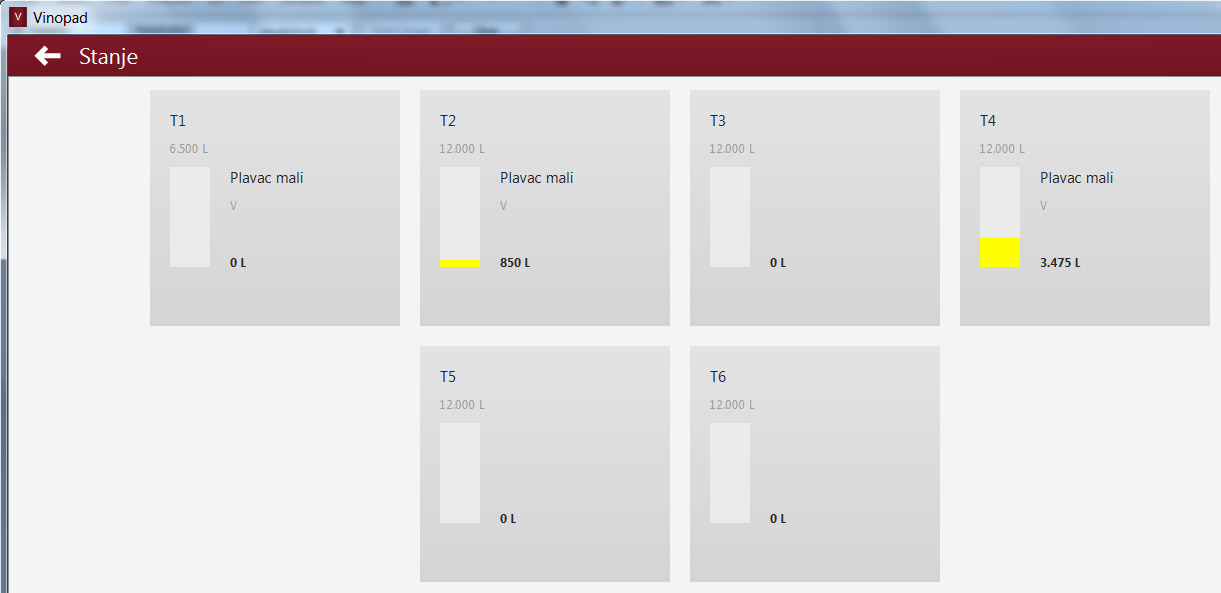 Vinopad
Stanje
T1
6.500 L
Plavac mali
V
0 L
T2
12.000 L
Plavac mali
V
850 L
T3
12.000 L
0 L
T4
12.000 L
Plavac mali
V
3.475 L
T5
12.000 L
0 L
T6
12.000 L
0 L